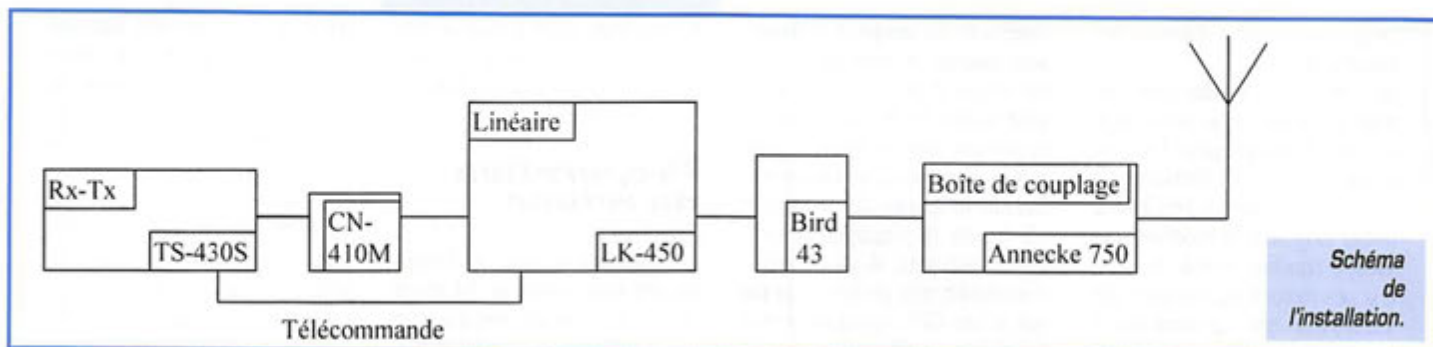 Rx-Tx
TS-430S
CN-
410M
Linéaire
LK-450
Bird
43
Boîte de couplage
Annecke 750
Télécommande
Schéma
de
l'installation.